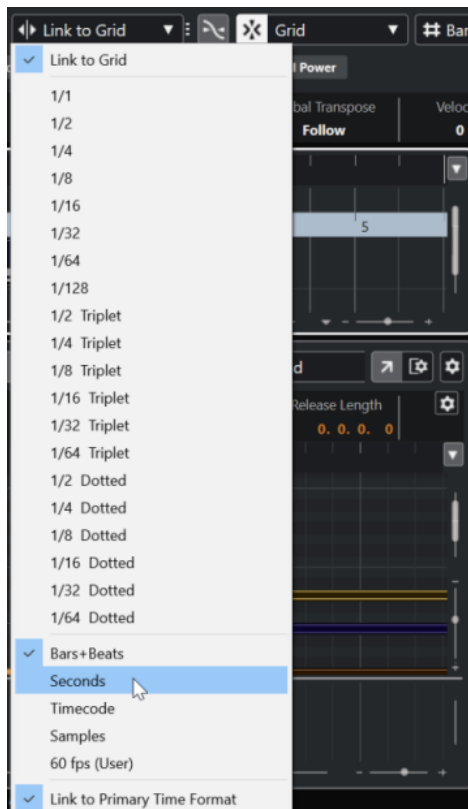 Link to Grid
Grid
Bar
Link to Grid
Power
1/1
bal Transpose
Veloc
1/2
Follow
0
1/4
1/8
1/16
1/32
5
1/64
1/128
1/2 Triplet
1/4 Triplet
1/8 Triplet
d
1/16 Triplet
Release Length
1/32 Triplet
0. 0. 0. 0
1/64 Triplet
1/2 Dotted
1/4 Dotted
1/8 Dotted
1/16 Dotted
1/32 Dotted
1/64 Dotted
Bars+Beats
Seconds
Timecode
Samples
60 fps (User)
Link to Primary Time Format